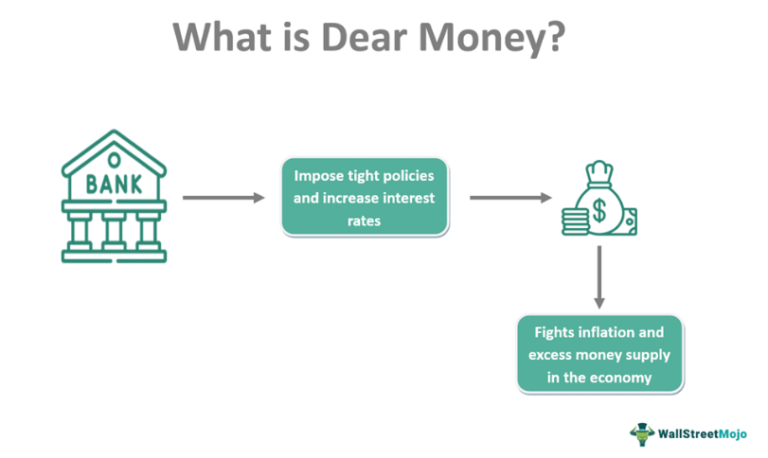 What is Dear Money?
BANK
Impose tight policies
and increase interest
rates
$
Fights inflation and
excess money supply
in the economy
WallStreetMojo